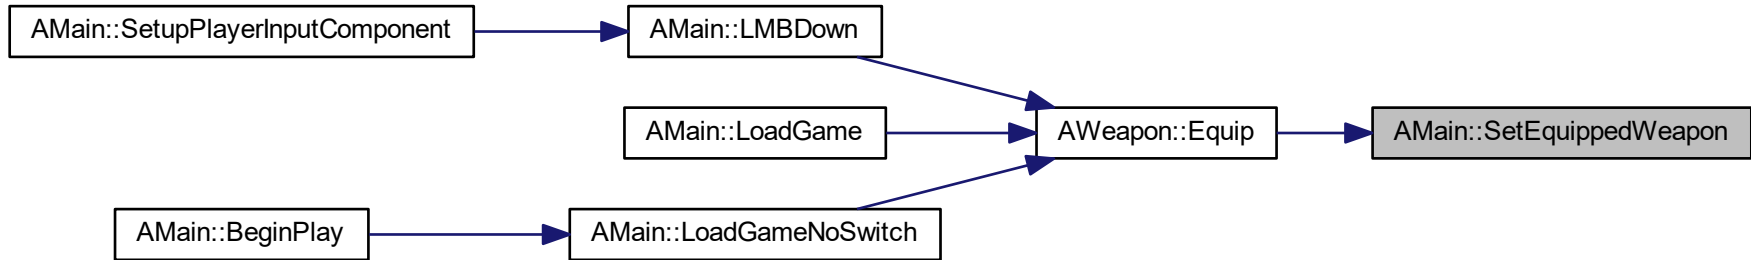 AMain::SetupPlayerInputComponent
AMain::LMBDown
AMain::LoadGame
AWeapon::Equip
AMain::SetEquippedWeapon
AMain::BeginPlay
AMain::LoadGameNoSwitch